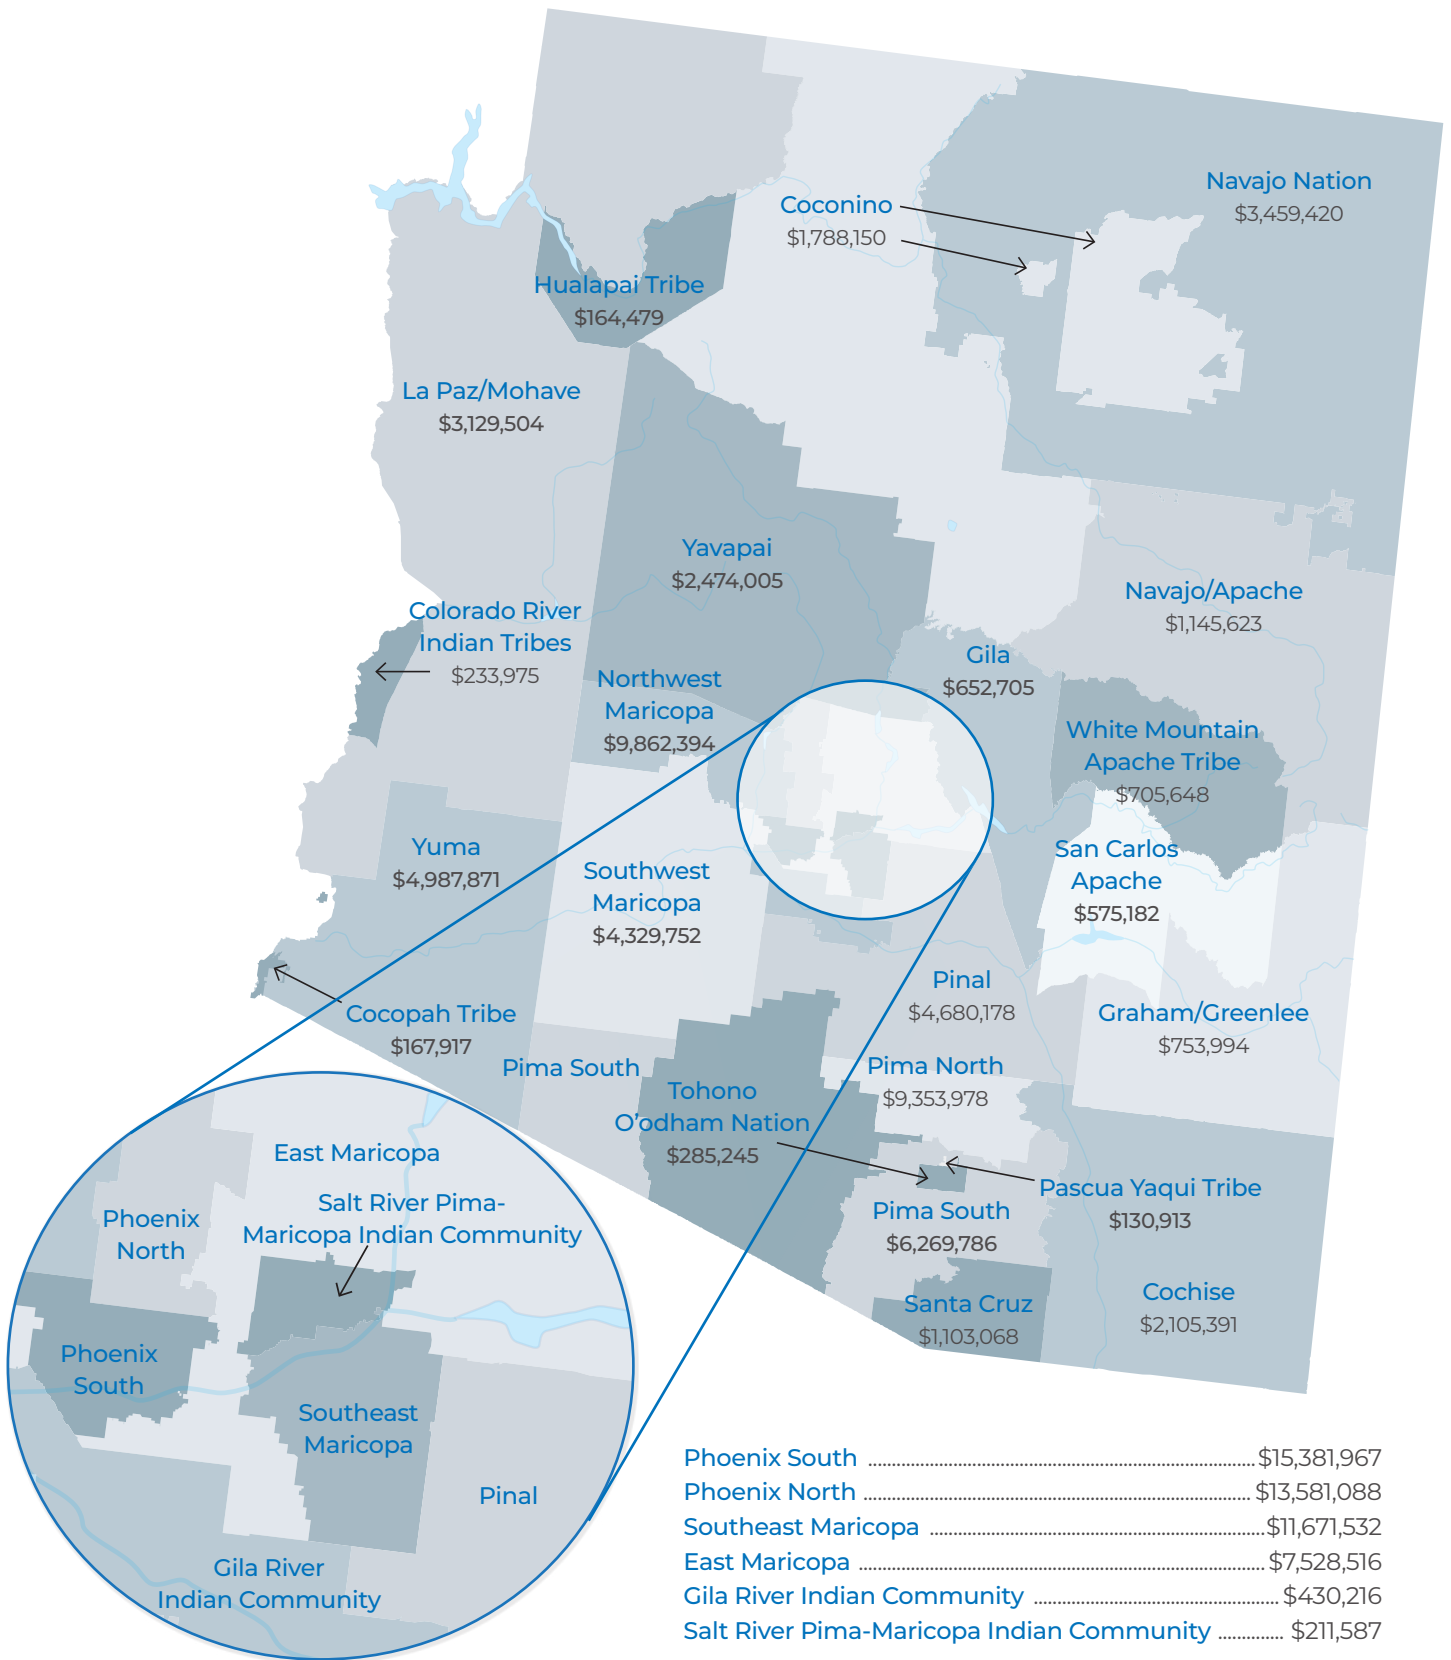 Navajo Nation
$3,459,420
Coconino
$1,788,150
Hualapai Tribe
$164,479
La Paz/Mohave
$3,129,504
Yavapai
$2,474,005
Navajo/Apache
$1,145,623
Colorado River
Indian Tribes
$233,975
Gila
$652,705
Northwest
Maricopa
$9,862,394
White Mountain
Apache Tribe
$705,648
Yuma
$4,987,871
Southwest
Maricopa
$4,329,752
San Carlos
Apache
$575,182
Pinal
$4,680,178
Cocopah Tribe
$167,917
Graham/Greenlee
$753,994
Pima South
Pima North
$9,353,978
Tohono
O'odham Nation
$285,245
Pascua Yaqui Tribe
$130,913
Pima South
$6,269,786
Santa Cruz
$1,103,068
Cochise
$2,105,391
East Maricopa
Salt River Pima-
Maricopa Indian Community
Phoenix
North
Phoenix
South
Southeast
Maricopa
Pinal
Gila River
Indian Community
Phoenix South ........ $15,381,967
Phoenix North ........ $13,581,088
Southeast Maricopa ........ $11,671,532
East Maricopa ........ $7,528,516
Gila River Indian Community ........ $430,216
Salt River Pima-Maricopa Indian Community ........ $211,587